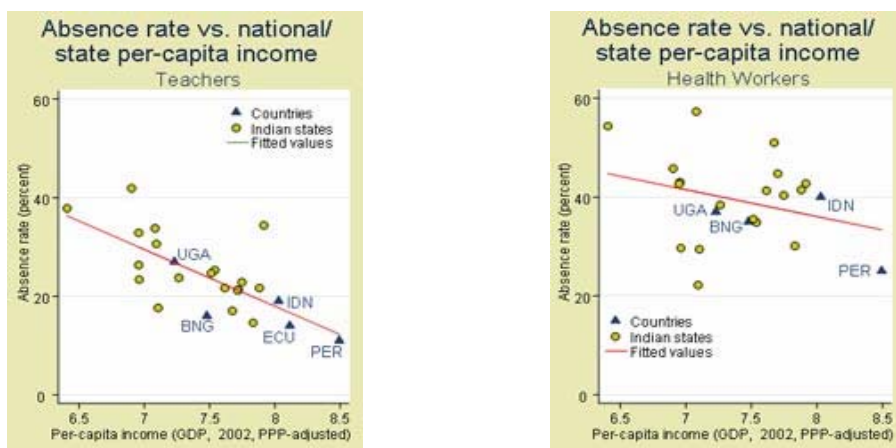 Absence rate vs. national/
state per-capita income
Teachers
60
40
20
0
Absence rate (percent)
Countries
Indian states
Fitted values
UGA
BNG
IDN
ECU
PER
6.5 7 7.5 8 8.5
Per-capita income (GDP, 2002, PPP-adjusted)
Absence rate vs. national/
state per-capita income
Health Workers
60
40
20
0
Absence rate (percent)
UGA
BNG
IDN
PER
Countries
Indian states
Fitted values
6.5 7 7.5 8 8.5
Per-capita income (GDP, 2002, PPP-adjusted)